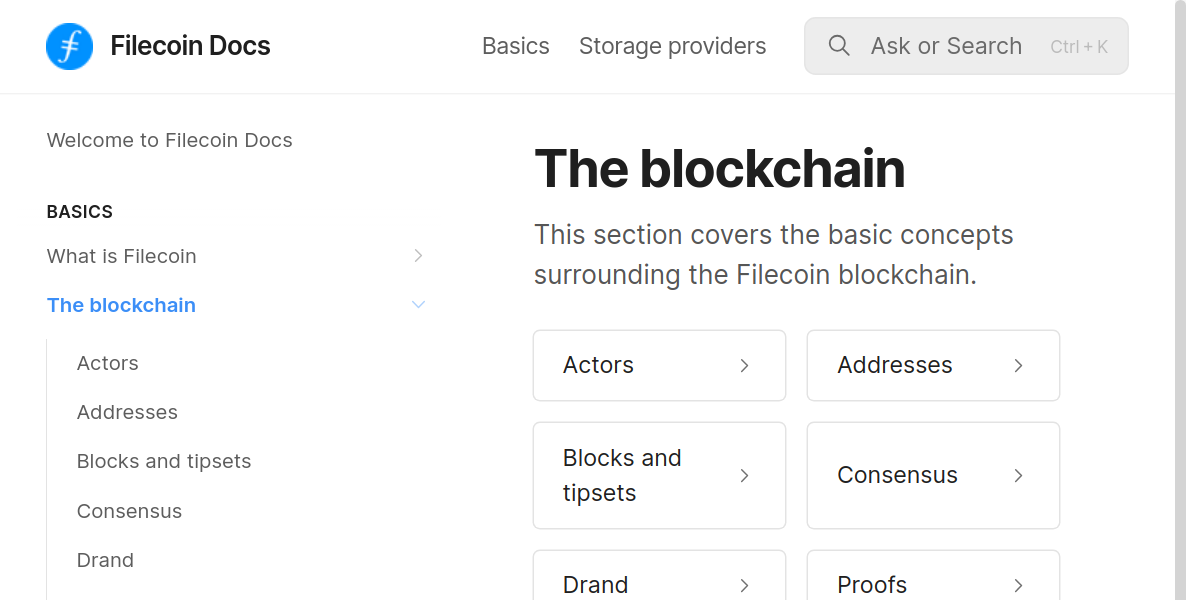 Filecoin Docs
Basics
Storage providers
Ask or Search
Ctrl + K
Welcome to Filecoin Docs
BASICS
What is Filecoin
The blockchain
Actors
Addresses
Blocks and tipsets
Consensus
Drand
The blockchain
This section covers the basic concepts
surrounding the Filecoin blockchain.
Actors
Addresses
Blocks and
tipsets
Consensus
Drand
Proofs